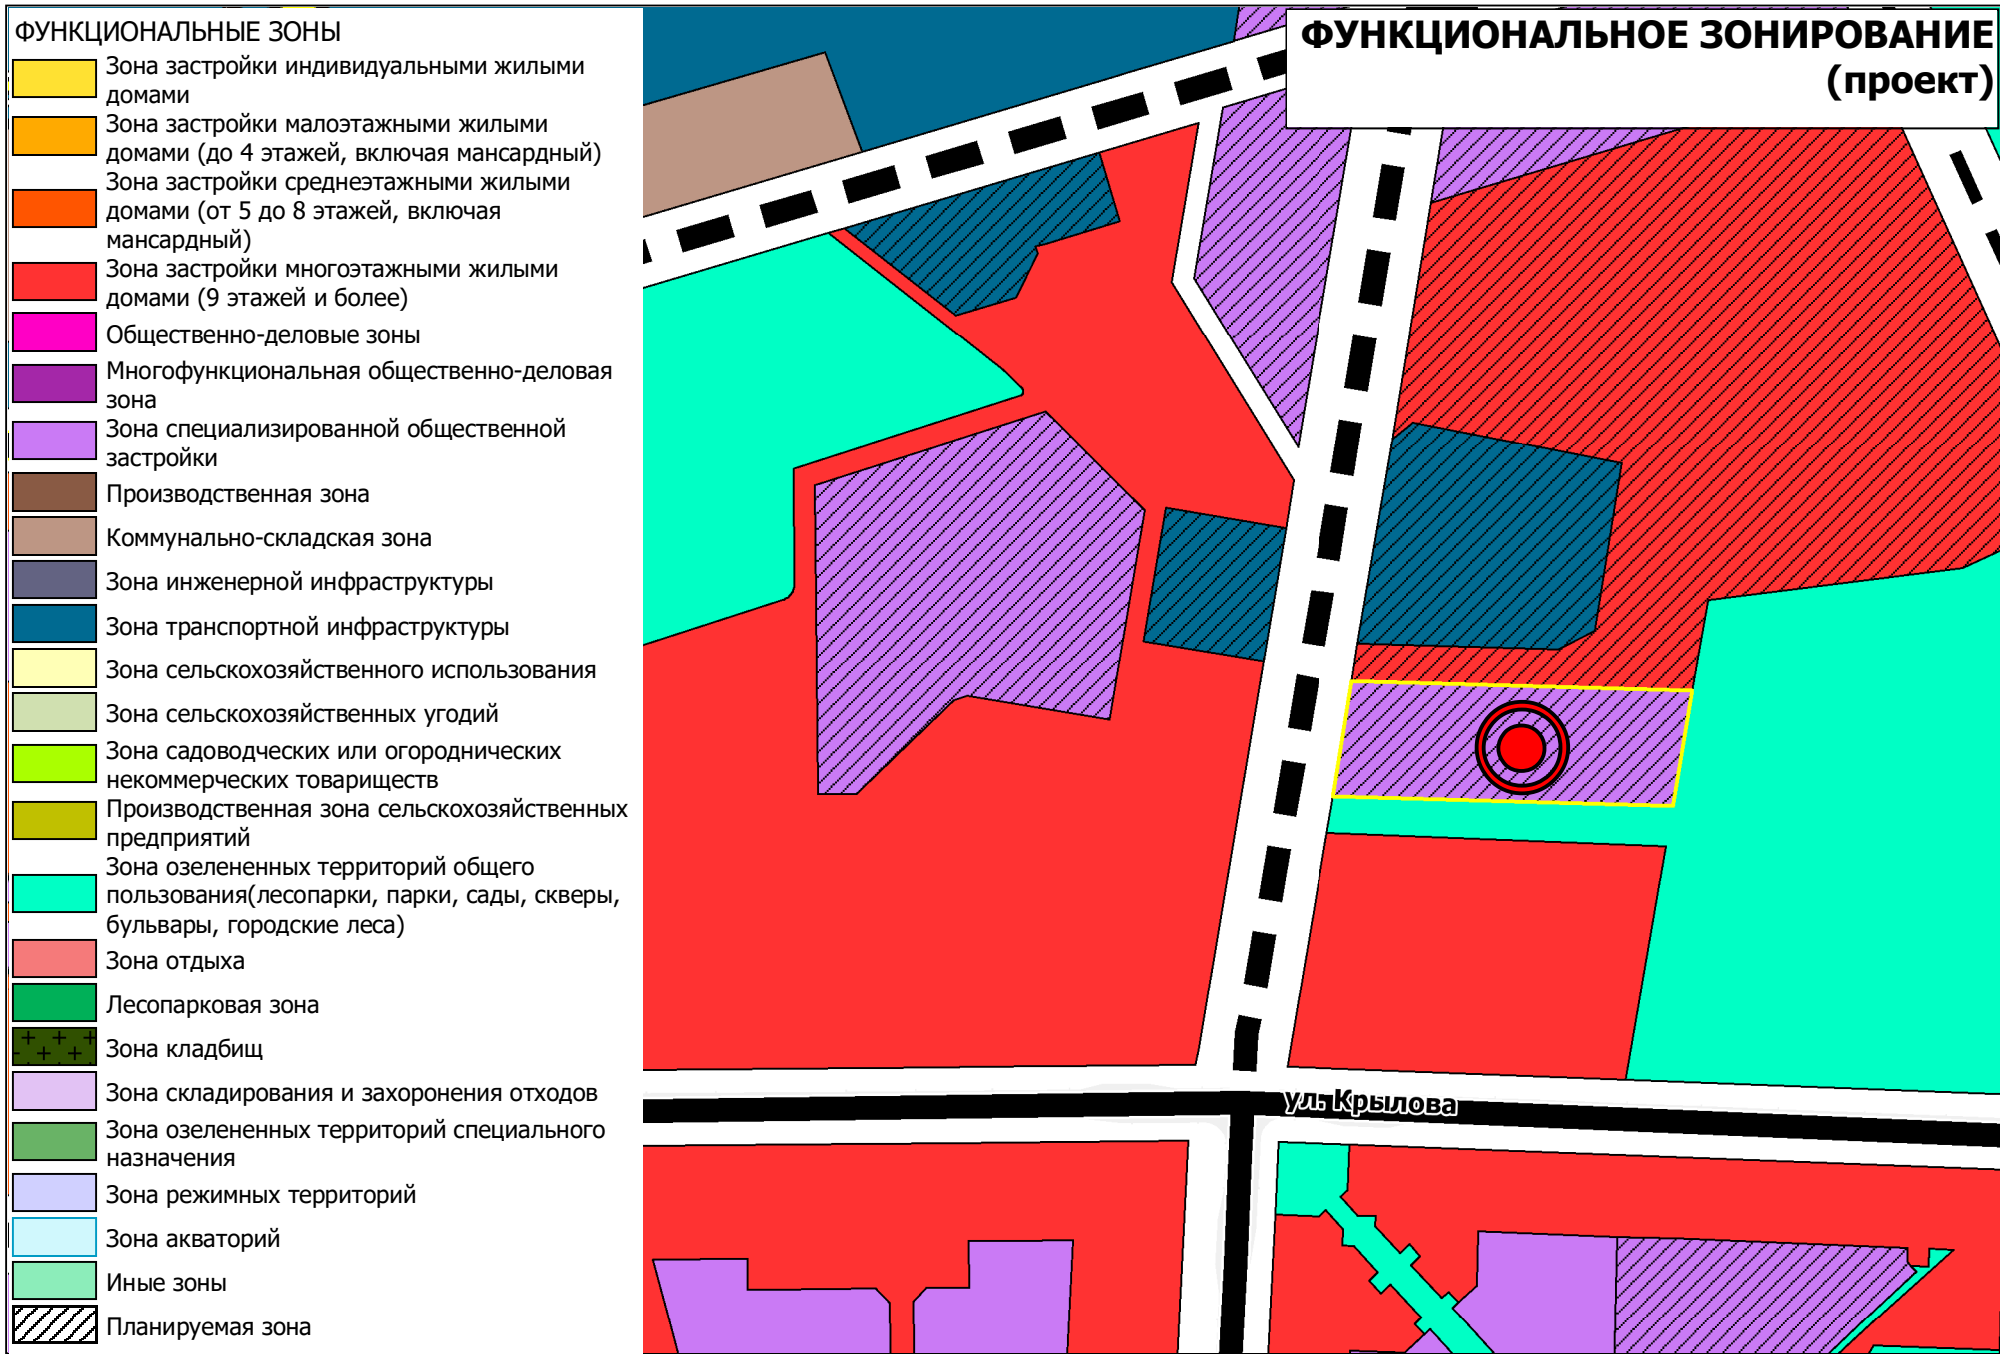 ФУНКЦИОНАЛЬНЫЕ ЗОНЫ
Зона застройки индивидуальными жилыми
домами
Зона застройки малоэтажными жилыми
домами (до 4 этажей, включая мансардный)
Зона застройки среднеэтажными жилыми
домами (от 5 до 8 этажей, включая
мансардный)
Зона застройки многоэтажными жилыми
домами (9 этажей и более)
Общественно-деловые зоны
Многофункциональная общественно-деловая
зона
Зона специализированной общественной
застройки
Производственная зона
Коммунально-складская зона
Зона инженерной инфраструктуры
Зона транспортной инфраструктуры
Зона сельскохозяйственного использования
Зона сельскохозяйственных угодий
Зона садоводческих или огороднических
некоммерческих товариществ
Производственная зона сельскохозяйственных
предприятий
Зона озелененных территорий общего
пользования(лесопарки, парки, сады, скверы,
бульвары, городские леса)
Зона отдыха
Лесопарковая зона
Зона кладбищ
Зона складирования и захоронения отходов
Зона озелененных территорий специального
назначения
Зона режимных территорий
Зона акваторий
Иные зоны
Планируемая зона
ФУНКЦИОНАЛЬНОЕ ЗОНИРОВАНИЕ
(проект)
ул. Крылова